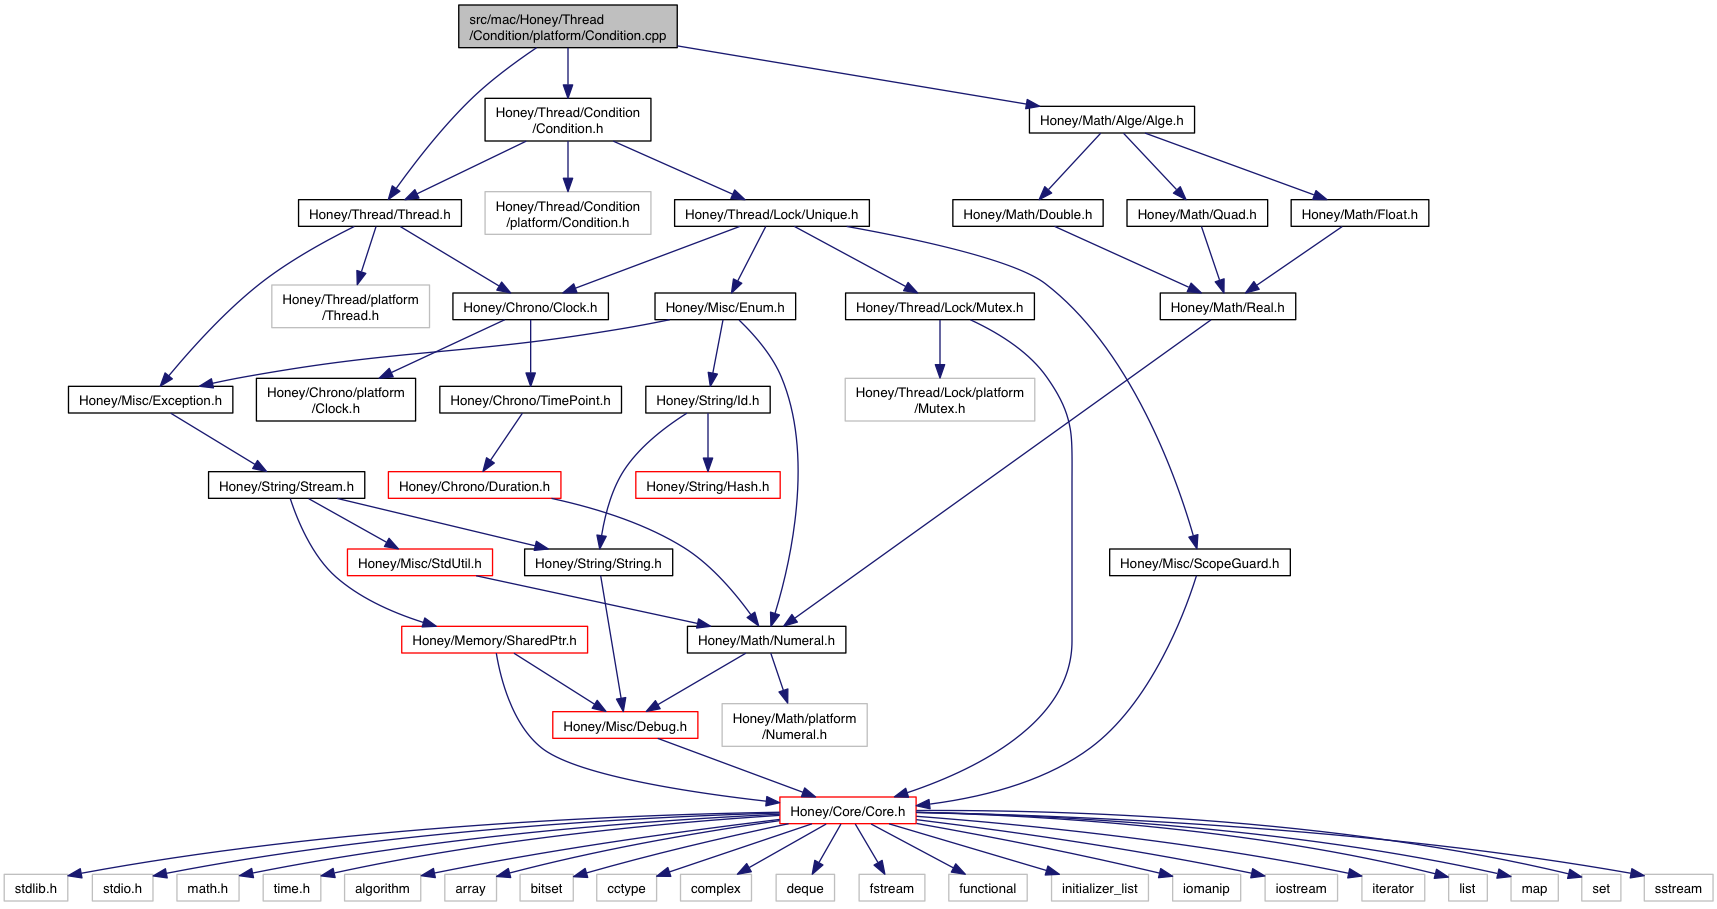 src/mac/Honey/Thread
/Condition/platform/Condition.cpp
Honey/Thread/Condition
/Condition.h
Honey/Math/Alge/Alge.h
Honey/Thread/Thread.h
Honey/Thread/Condition
/platform/Condition.h
Honey/Thread/Lock/Unique.h
Honey/Math/Double.h
Honey/Math/Quad.h
Honey/Math/Float.h
Honey/Thread/platform
/Thread.h
Honey/Chrono/Clock.h
Honey/Misc/Enum.h
Honey/Thread/Lock/Mutex.h
Honey/Math/Real.h
Honey/Misc/Exception.h
Honey/Chrono/platform
/Clock.h
Honey/Chrono/TimePoint.h
Honey/String/Id.h
Honey/Thread/Lock/platform
/Mutex.h
Honey/String/Stream.h
Honey/Chrono/Duration.h
Honey/String/Hash.h
Honey/Misc/StdUtil.h
Honey/String/String.h
Honey/Misc/ScopeGuard.h
Honey/Memory/SharedPtr.h
Honey/Math/Numeral.h
Honey/Misc/Debug.h
Honey/Math/platform
/Numeral.h
Honey/Core/Core.h
stdlib.h
stdio.h
math.h
time.h
algorithm
array
bitset
cctype
complex
deque
fstream
functional
initializer_list
iomanip
iostream
iterator
list
map
set
sstream